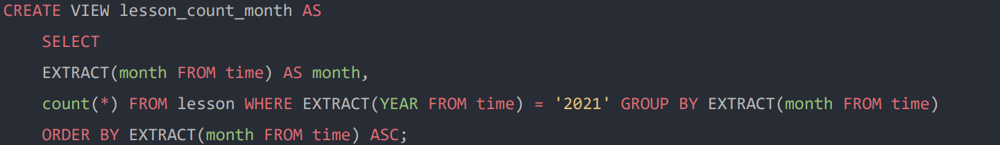 CREATE VIEW lesson_count_month AS
SELECT
EXTRACT(month FROM time) AS month,
count(*) FROM lesson WHERE EXTRACT(YEAR FROM time) = '2021' GROUP BY EXTRACT(month FROM time)
ORDER BY EXTRACT(month FROM time) ASC;